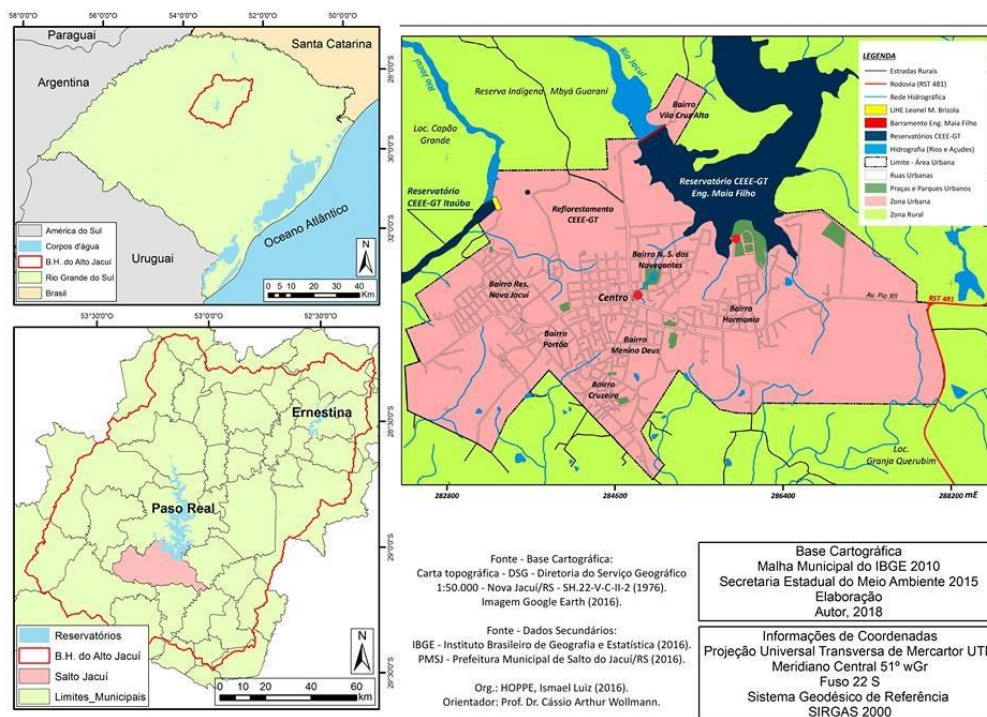 58°0'0"O
56°0'0"O
54°0'0"O
52°0'0"O
50°0'0"O
Paraguai
Santa Catarina
Argentina
Uruguai
Oceano Atlântico
28°0'0"S
30°0'0"S
32°0'0"S
América do Sul
Corpos d'água
B.H. do Alto Jacuí
Rio Grande do Sul
Brasil
N
0 5 10 20 30 40
Km
53°30'0"O
53°0'0"O
52°30'0"O
Ernestina
Paso Real
28°30'0"S
29°0'0"S
29°30'0"S
Reservatórios
B.H. do Alto Jacuí
Salto Jacuí
Limites_Municipais
N
0 10 20 40 60
Km
Rio Jacuí
Rio Jacuí
Reserva Indígena Mbyá Guarani
Loc. Capão
Grande
Bairro
Vila Cruz Alta
Reservatório
CEEE-GT Itaúba
Reflorestamento
CEEE-GT
Reservatório CEEE-GT
Eng. Maia Filho
Bairro N. S. dos
Navegantes
Bairro Res.
Nova Jacuí
Centro
Bairro
Harmonia
Av. Pio XII
RST 481
Bairro
Portão
Bairro
Menino Deus
Bairro
Cruzeiro
Loc.
Granja Querubim
LEGENDA
Estradas Rurais
Rodovia (RST 481)
Rede Hidrográfica
UHE Leonel M. Brizola
Barramento Eng. Maia Filho
Reservatórios CEEE-GT
Hidrografia (Rios e Açudes)
Limite - Área Urbana
Ruas Urbanas
Praças e Parques Urbanos
Zona Urbana
Zona Rural
282800
284600
286400
288200 mE
Fonte - Base Cartográfica:
Carta topográfica - DSG - Diretoria do Serviço Geográfico
1:50.000 - Nova Jacuí/RS - SH.22-V-C-II-2 (1976).
Imagem Google Earth (2016).
Fonte - Dados Secundários:
IBGE - Instituto Brasileiro de Geografia e Estatística (2016).
PMSJ - Prefeitura Municipal de Salto do Jacuí/RS (2016).
Org.: HOPPE, Ismael Luiz (2016).
Orientador: Prof. Dr. Cássio Arthur Wollmann.
Base Cartográfica
Malha Municipal do IBGE 2010
Secretaria Estadual do Meio Ambiente 2015
Elaboração
Autor, 2018
Informações de Coordenadas
Projeção Universal Transversa de Mercartor UTM
Meridiano Central 51º wGr
Fuso 22 S
Sistema Geodésico de Referência
SIRGAS 2000